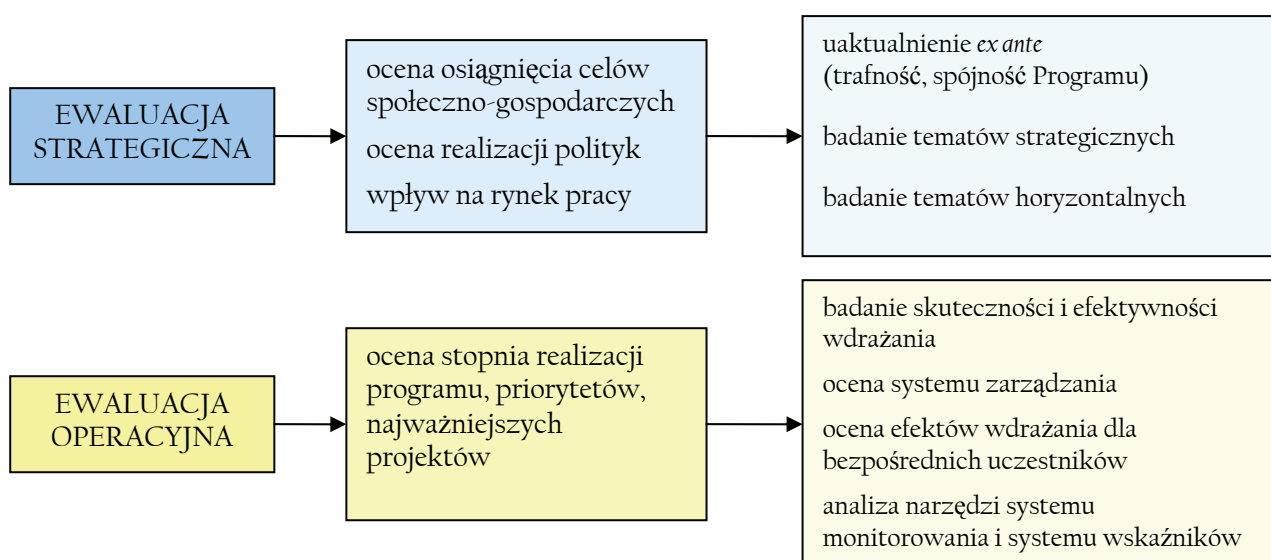 EWALUACJA
STRATEGICZNA
ocena osiągnięcia celów
społeczno-gospodarczych
ocena realizacji polityk
wpływ na rynek pracy
uaktualnienie ex ante
(trafność, spójność Programu)
badanie tematów strategicznych
badanie tematów horyzontalnych
EWALUACJA
OPERACYJNA
ocena stopnia realizacji
programu, priorytetów,
najważniejszych
projektów
badanie skuteczności i efektywności
wdrażania
ocena systemu zarządzania
ocena efektów wdrażania dla
bezpośrednich uczestników
analiza narzędzi systemu
monitorowania i systemu wskaźników